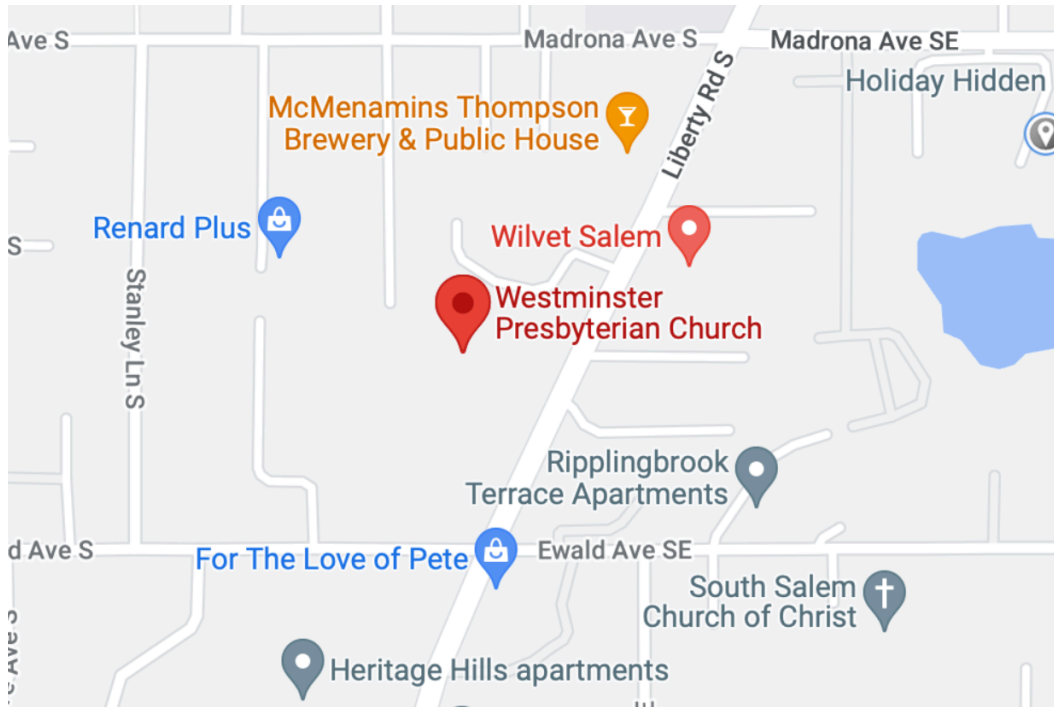 Ave S
Madrona Ave S
Madrona Ave SE
Holiday Hidden
McMenamins Thompson
Brewery & Public House
Liberty Rd S
Renard Plus
Wilvet Salem
S
Stanley Ln S
Westminster
Presbyterian Church
Ripplingbrook
Terrace Apartments
d Ave S
For The Love of Pete
Ewald Ave SE
South Salem
Church of Christ
Ave S
Heritage Hills apartments